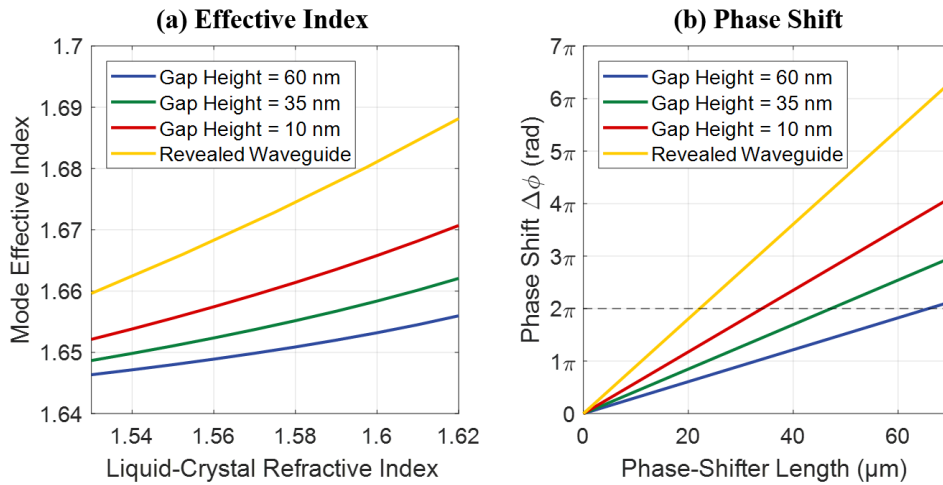 (a) Effective Index
1.7
1.69
1.68
1.67
1.66
1.65
1.64
Mode Effective Index
Gap Height = 60 nm
Gap Height = 35 nm
Gap Height = 10 nm
Revealed Waveguide
1.54
1.56
1.58
1.6
1.62
Liquid-Crystal Refractive Index
(b) Phase Shift
7π
6π
5π
4π
3π
2π
1π
0
Phase Shift Δϕ (rad)
Gap Height = 60 nm
Gap Height = 35 nm
Gap Height = 10 nm
Revealed Waveguide
0
20
40
60
Phase-Shifter Length (μm)